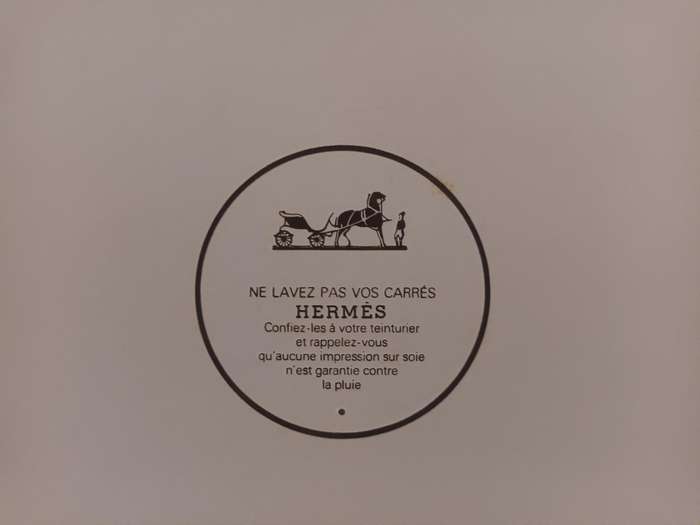 NE LAVEZ PAS VOS CARRÉS
HERMÈS
Confiez-les à votre teinturier
et rappelez-vous
qu'aucune impression sur soie
n'est garantie contre
la pluie